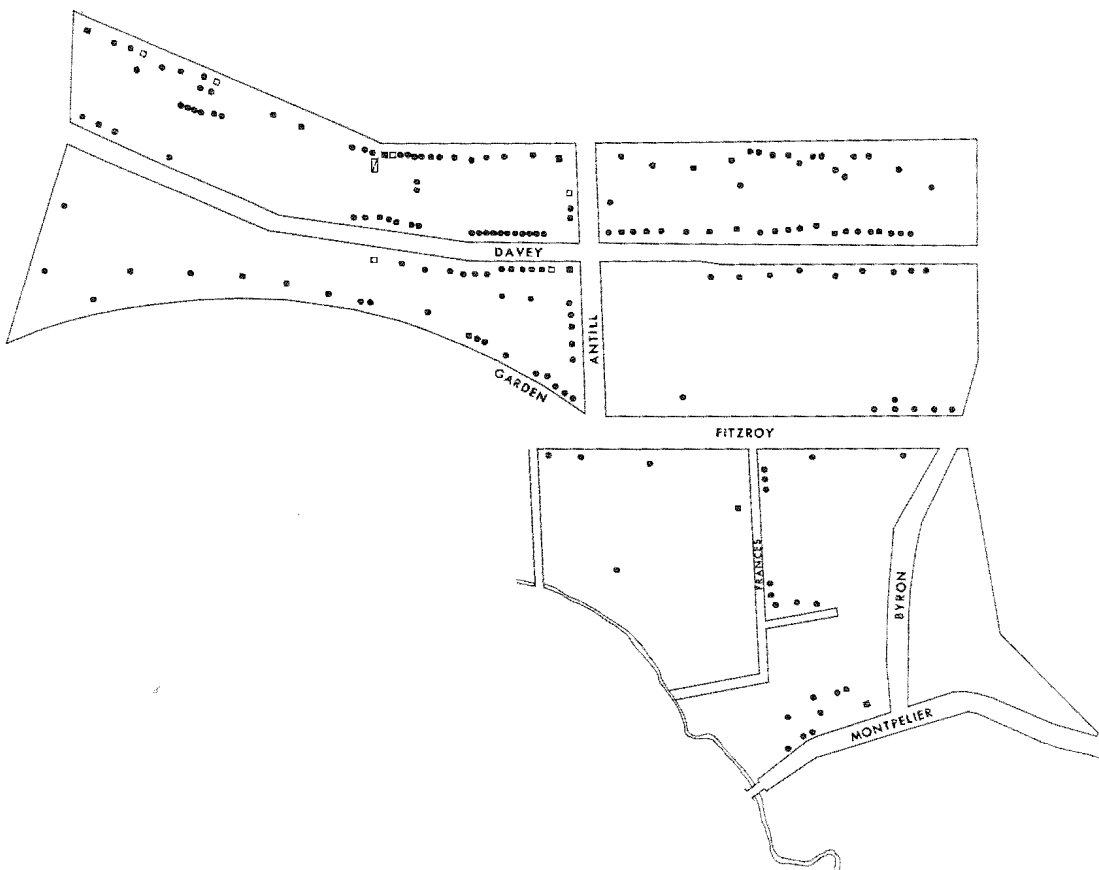 DAVEY
ANTILL
GARDEN
FITZROY
FRANCES
BYRON
MONTPELIER